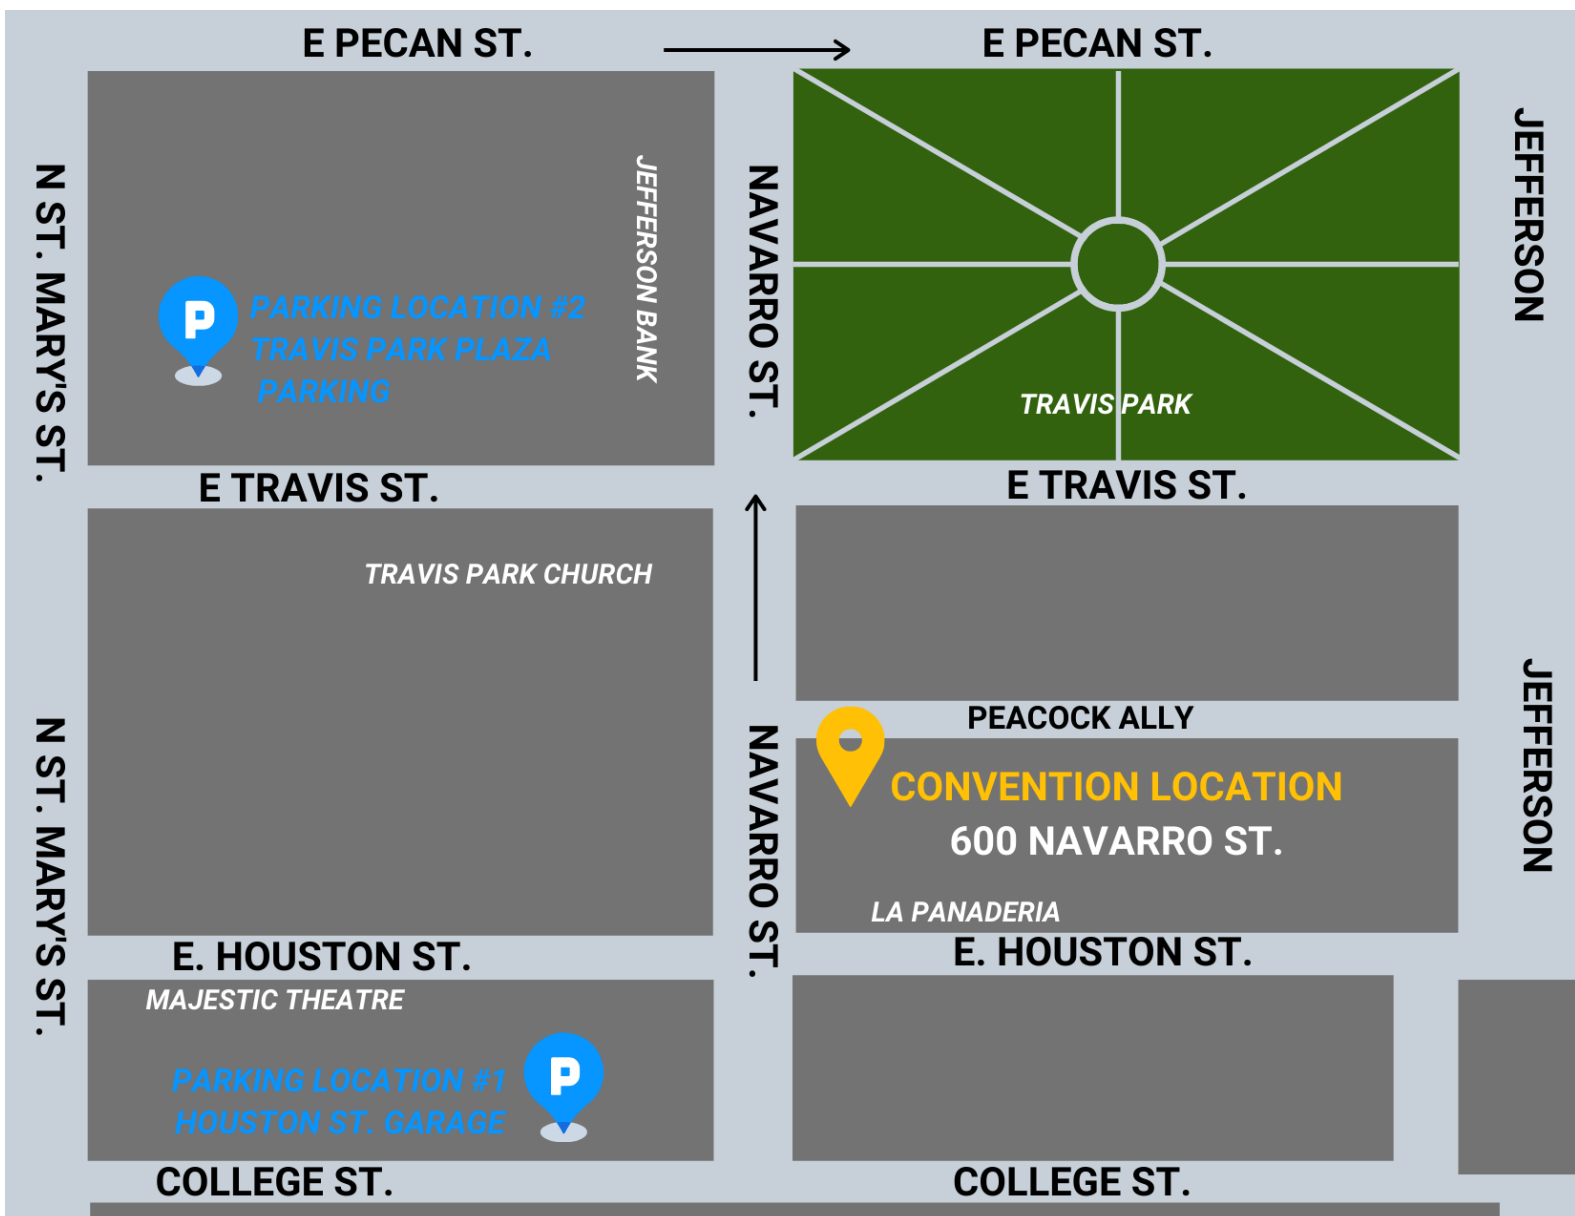 E PECAN ST.
E PECAN ST.
N ST. MARY'S ST.
JEFFERSON BANK
NAVARRO ST.
JEFFERSON
P
PARKING LOCATION #2
TRAVIS PARK PLAZA
PARKING
TRAVIS PARK
E TRAVIS ST.
E TRAVIS ST.
TRAVIS PARK CHURCH
N ST. MARY'S ST.
NAVARRO ST.
PEACOCK ALLY
JEFFERSON
CONVENTION LOCATION
600 NAVARRO ST.
LA PANADERIA
E. HOUSTON ST.
E. HOUSTON ST.
MAJESTIC THEATRE
PARKING LOCATION #1
HOUSTON ST. GARAGE
P
COLLEGE ST.
COLLEGE ST.